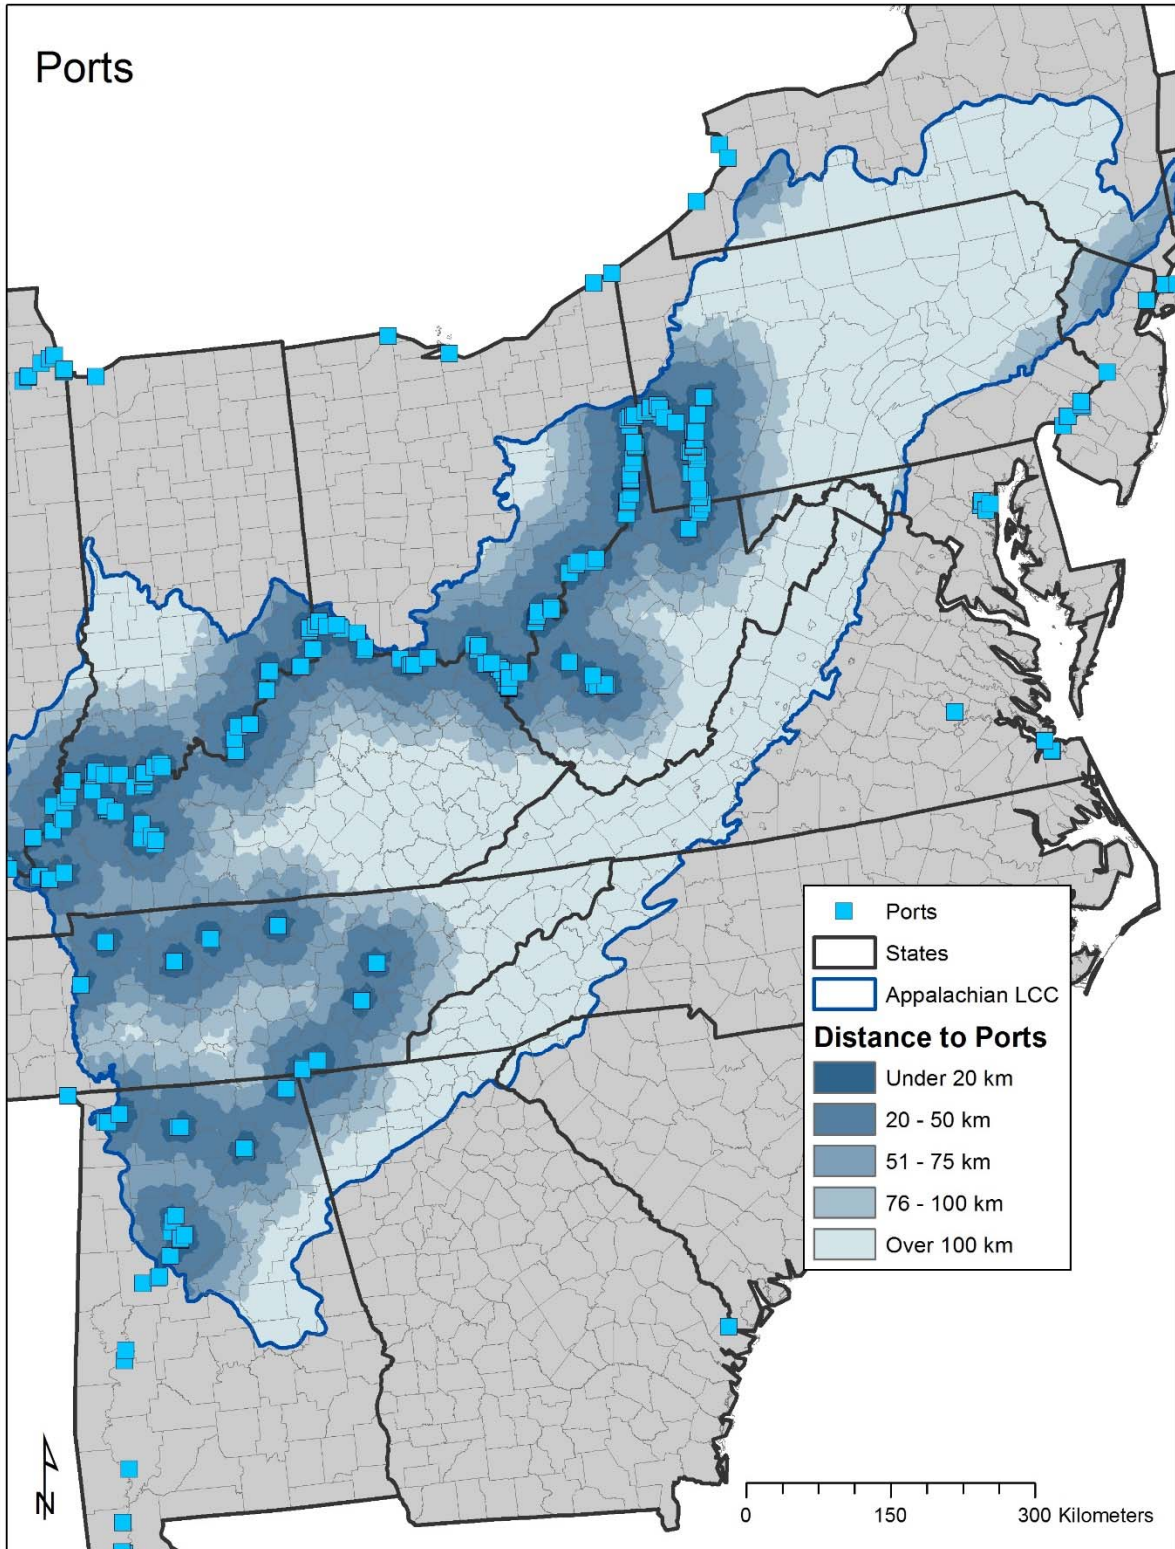 Ports
Ports
States
Appalachian LCC
Distance to Ports
Under 20 km
20 - 50 km
51 - 75 km
76 - 100 km
Over 100 km
N
0 150 300 Kilometers